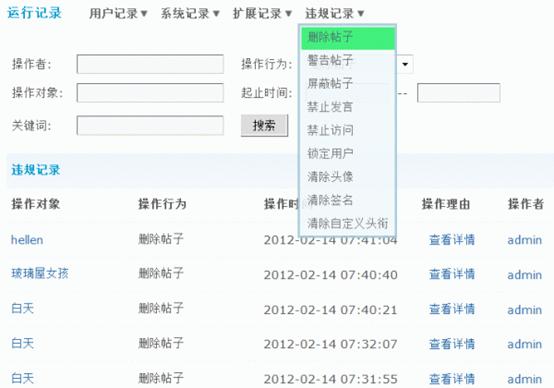 运行记录 用户记录▼ 系统记录▼ 扩展记录▼ 违规记录▼
删除帖子
警告帖子
屏蔽帖子
禁止发言
禁止访问
锁定用户
清除头像
清除签名
清除自定义头衔
操作者: 操作行为:
操作对象: 起止时间: --
关键词: 搜索
违规记录
操作对象 操作行为 操作时 操作理由 操作者
hellen 删除帖子 2012-02-14 07:41:04 查看详情 admin
玻璃屋女孩 删除帖子 2012-02-14 07:40:40 查看详情 admin
白天 删除帖子 2012-02-14 07:40:21 查看详情 admin
白天 删除帖子 2012-02-14 07:32:07 查看详情 admin
白天 删除帖子 2012-02-14 07:31:55 查看详情 admin